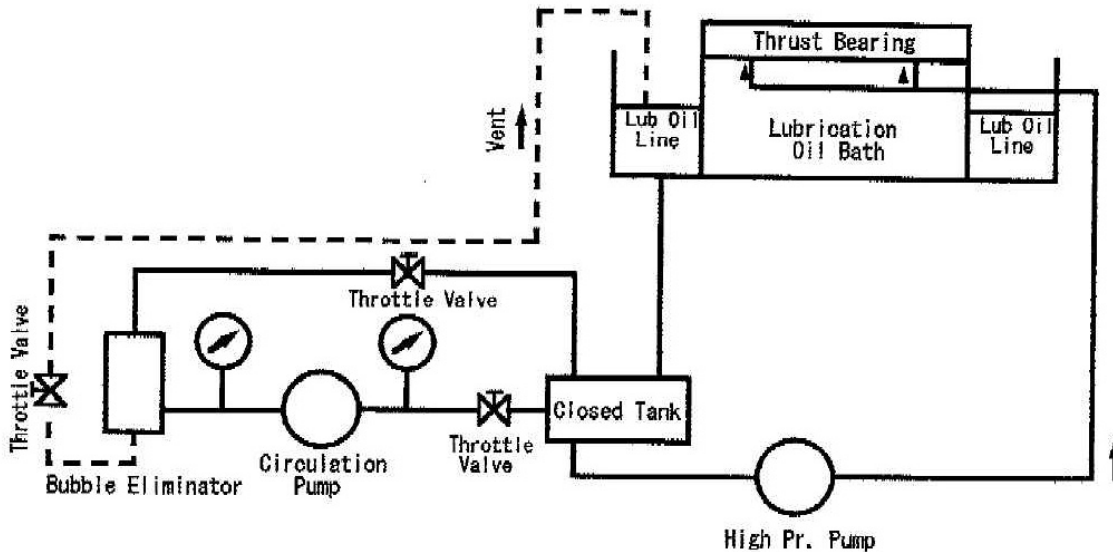 Thrust Bearing
Vent
Lub Oil
Line
Lubrication
Oil Bath
Lub Oil
Line
Throttle Valve
Throttle Valve
Closed Tank
Throttle
Valve
Circulation
Pump
Bubble Eliminator
High Pr. Pump